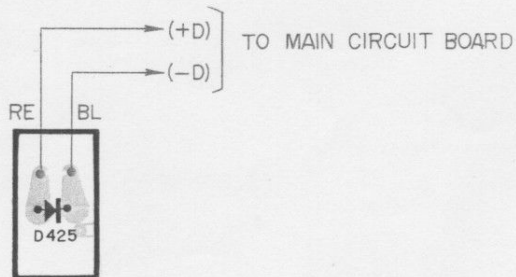 (+D)
TO MAIN CIRCUIT BOARD
(−D)
RE BL
D425